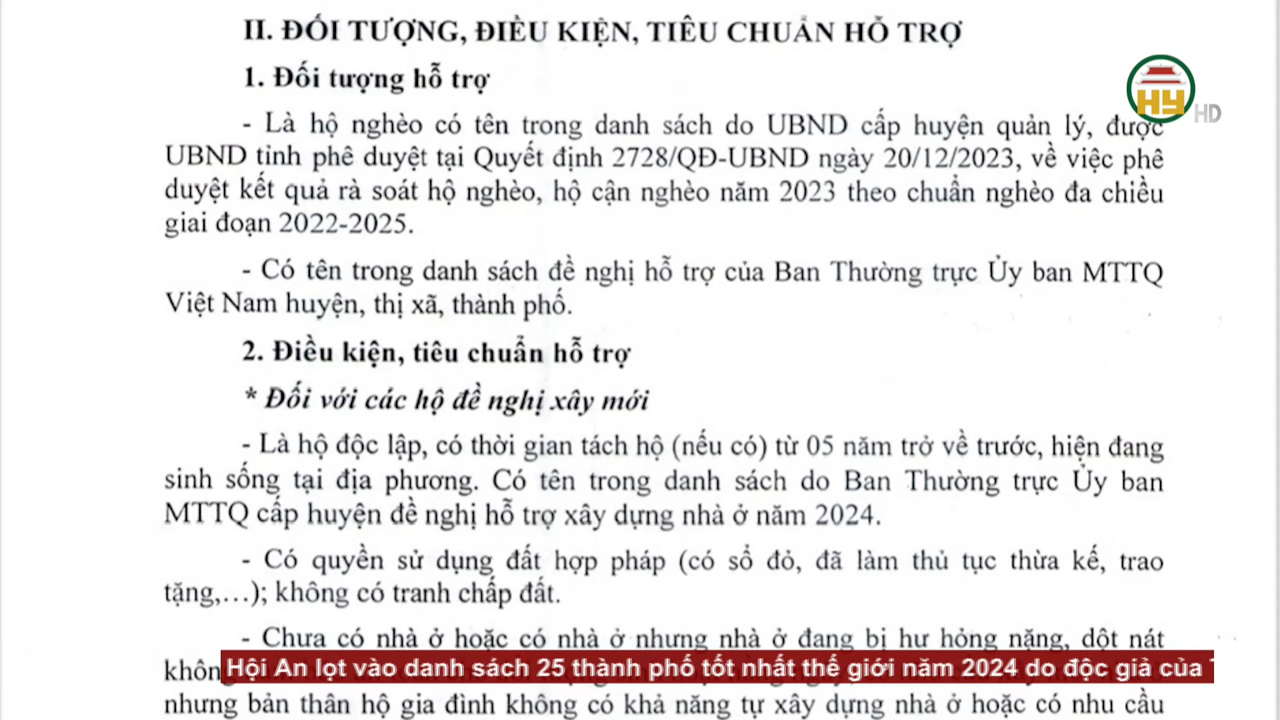 II. ĐỐI TƯỢNG, ĐIỀU KIỆN, TIÊU CHUẨN HỖ TRỢ
1. Đối tượng hỗ trợ
HY HD
- Là hộ nghèo có tên trong danh sách do UBND cấp huyện quản lý, được
UBND tỉnh phê duyệt tại Quyết định 2728/QĐ-UBND ngày 20/12/2023, về việc phê
duyệt kết quả rà soát hộ nghèo, hộ cận nghèo năm 2023 theo chuẩn nghèo đa chiều
giai đoạn 2022-2025.
- Có tên trong danh sách đề nghị hỗ trợ của Ban Thường trực Ủy ban MTTQ
Việt Nam huyện, thị xã, thành phố.
2. Điều kiện, tiêu chuẩn hỗ trợ
* Đối với các hộ đề nghị xây mới
- Là hộ độc lập, có thời gian tách hộ (nếu có) từ 05 năm trở về trước, hiện đang
sinh sống tại địa phương. Có tên trong danh sách do Ban Thường trực Ủy ban
MTTQ cấp huyện đề nghị hỗ trợ xây dựng nhà ở năm 2024.
- Có quyền sử dụng đất hợp pháp (có sổ đỏ, đã làm thủ tục thừa kế, trao
tặng,…); không có tranh chấp đất.
- Chưa có nhà ở hoặc có nhà ở nhưng nhà ở đang bị hư hỏng nặng, dột nát
không
Hội An lọt vào danh sách 25 thành phố tốt nhất thế giới năm 2024 do độc giả của
nhưng bản thân hộ gia đình không có khả năng tự xây dựng nhà ở hoặc có nhu cầu